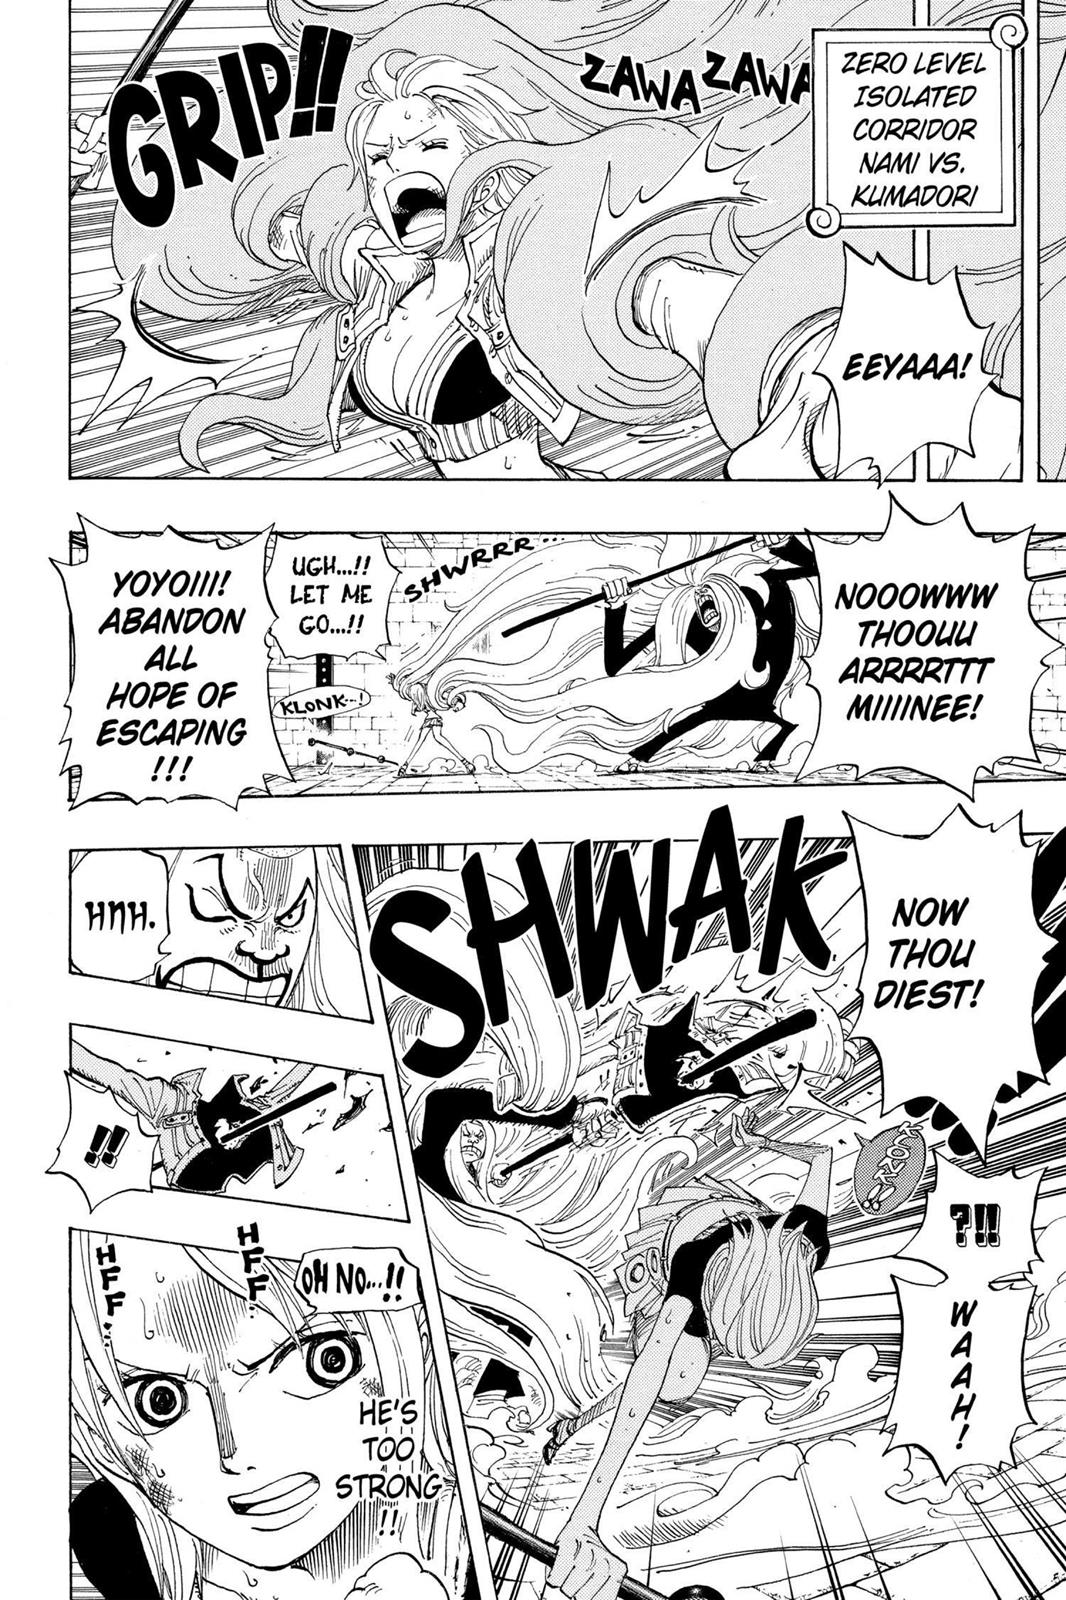 ZERO LEVEL
ISOLATED
CORRIDOR
NAMI VS.
KUMADORI
ZAWA ZAWA
GRIP!!
EEYAAA!
NOOOWWW
THOOUU
ARRRRTTT
MIIIINEE!
SHWRRR...
UGH...!!
LET ME
GO...!!
KLONK...!
YOYOIII!
ABANDON
ALL
HOPE OF
ESCAPING
!!!
NOW
THOU
DIEST!
SHWAK
KLONK!!
?!!
WAAH!
HNH.
!!
HFF..
HFF..
OH NO...!!
HE'S
TOO
STRONG
!!